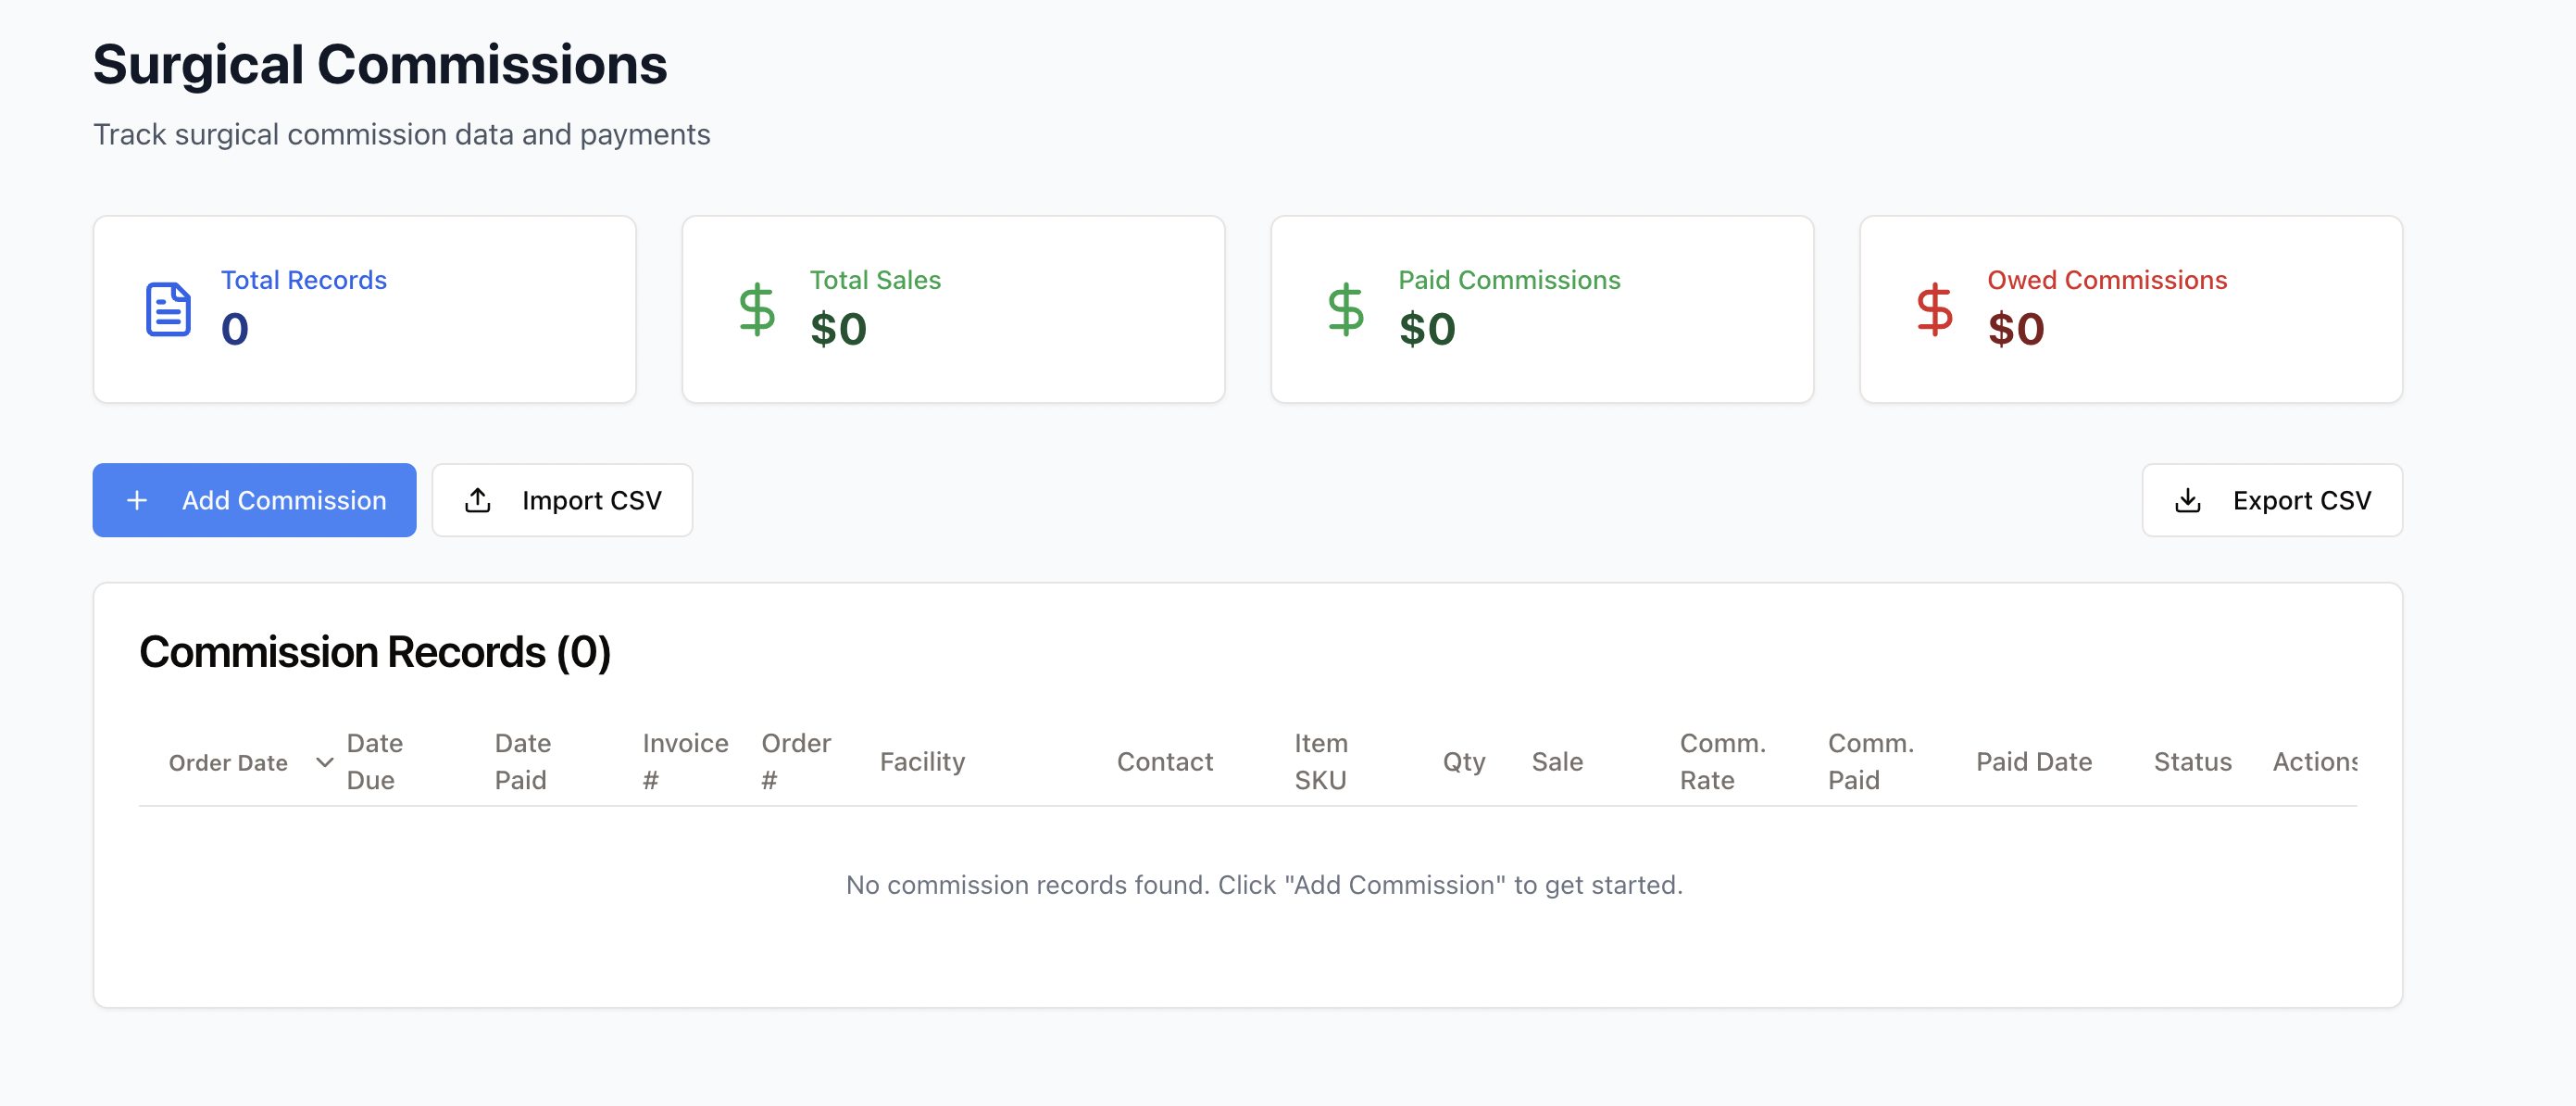 Surgical Commissions
Track surgical commission data and payments
Total Records
0
Total Sales
$0
Paid Commissions
$0
Owed Commissions
$0
Add Commission
Import CSV
Export CSV
Commission Records (0)
Order Date
Date
Due
Date
Paid
Invoice
#
Order
#
Facility
Contact
Item
SKU
Qty
Sale
Comm.
Rate
Comm.
Paid
Paid Date
Status
Actions
No commission records found. Click "Add Commission" to get started.